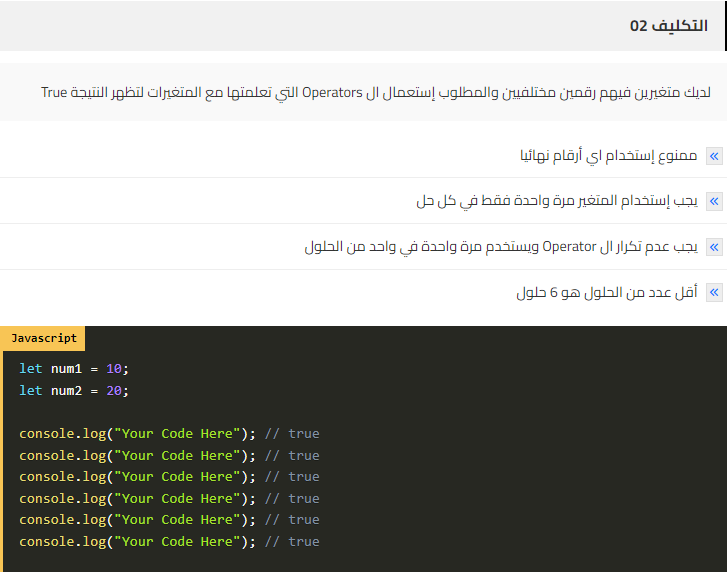 التكليف 02
لديك متغيرين فيهم رقمين مختلفيين والمطلوب إستعمال ال Operators التي تعلمتها مع المتغيرات لتظهر النتيجة True
» ممنوع إستخدام اي أرقام نهائيا
» يجب إستخدام المتغير مرة واحدة فقط في كل حل
» يجب عدم تكرار ال Operator ويستخدم مرة واحدة في واحد من الحلول
» أقل عدد من الحلول هو 6 حلول
Javascript
let num1 = 10;
let num2 = 20;
console.log("Your Code Here"); // true
console.log("Your Code Here"); // true
console.log("Your Code Here"); // true
console.log("Your Code Here"); // true
console.log("Your Code Here"); // true
console.log("Your Code Here"); // true